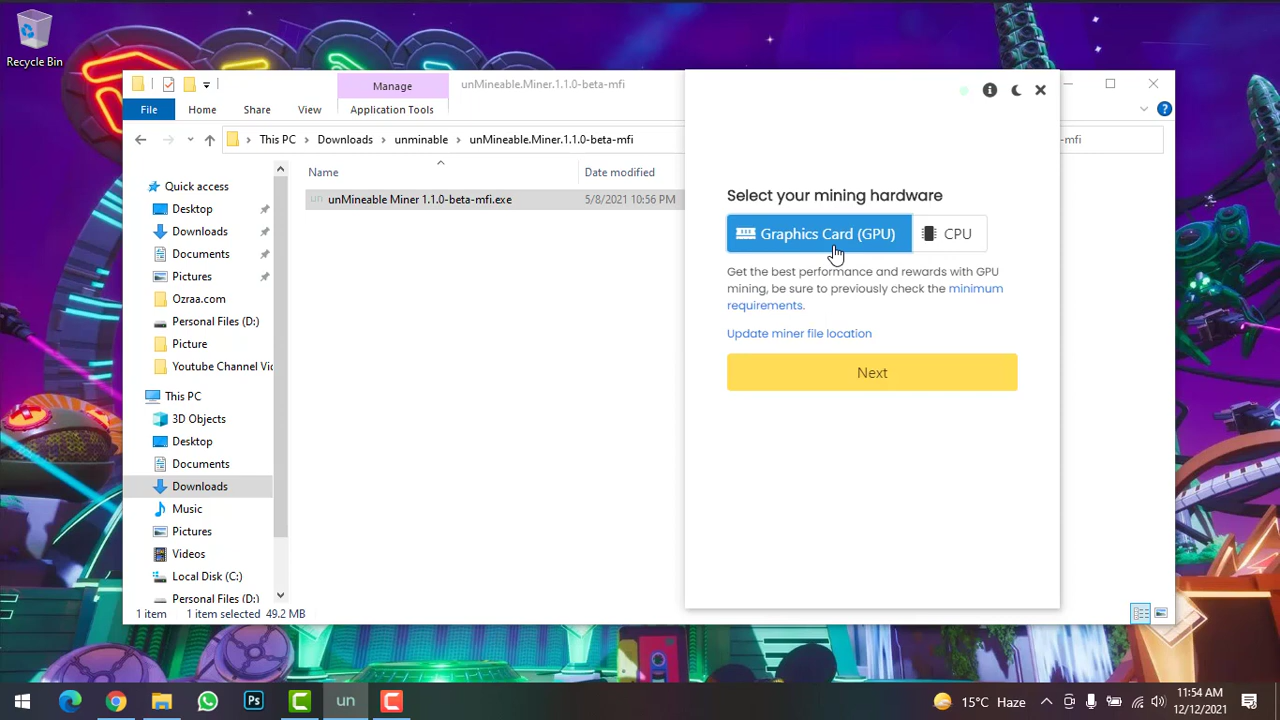 Recycle Bin
Manage
unMineable.Miner.1.1.0-beta-mfi
File
Home
Share
View
Application Tools
This PC
Downloads
unminable
unMineable.Miner.1.1.0-beta-mfi
-mfi
Name
Date modified
un
unMineable Miner 1.1.0-beta-mfi.exe
5/8/2021 10:56 PM
Quick access
Desktop
Downloads
Documents
Pictures
Ozraa.com
Personal Files (D:)
Picture
Youtube Channel Vic
This PC
3D Objects
Desktop
Documents
Downloads
Music
Pictures
Videos
Local Disk (C:)
Personal Files (D:)
1 item
1 item selected 49.2 MB
Select your mining hardware
Graphics Card (GPU)
CPU
Get the best performance and rewards with GPU
mining, be sure to previously check the minimum
requirements.
Update miner file location
Next
Ps
C
un
C
15°C Haze
11:54 AM
12/12/2021